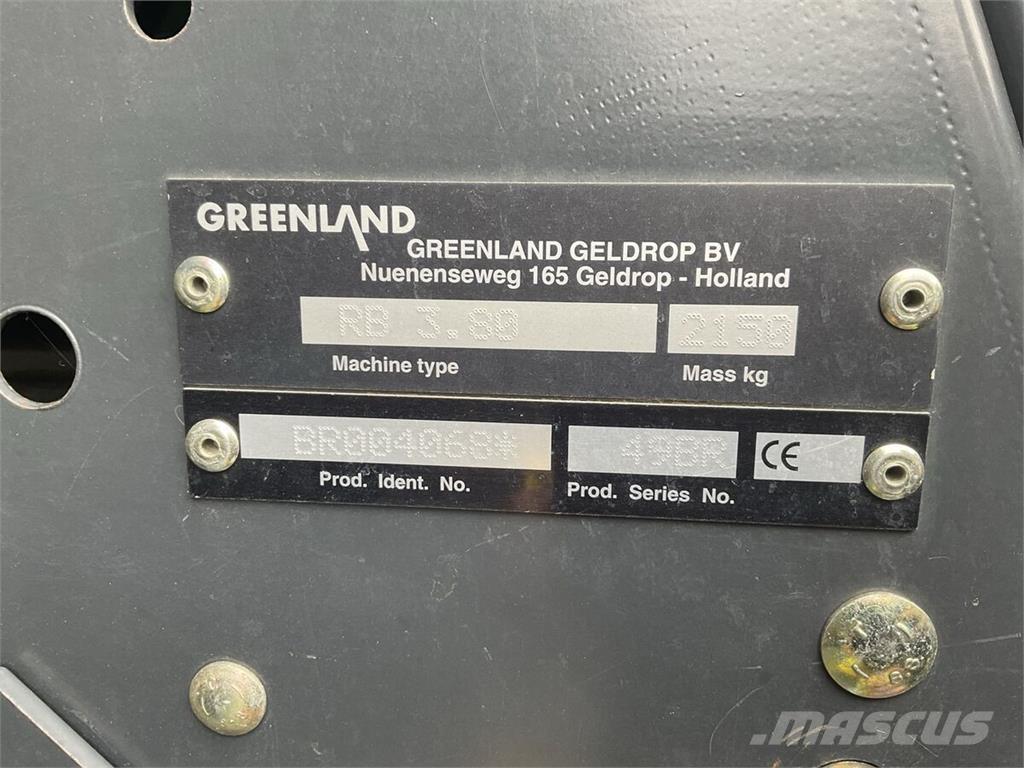 GREENLAND
GREENLAND GELDROP BV
Nuenenseweg 165 Geldrop - Holland
RB 3.80 2150
Machine type Mass kg
BR004068* 49BR CE
Prod. Ident. No. Prod. Series No.
MASCUS